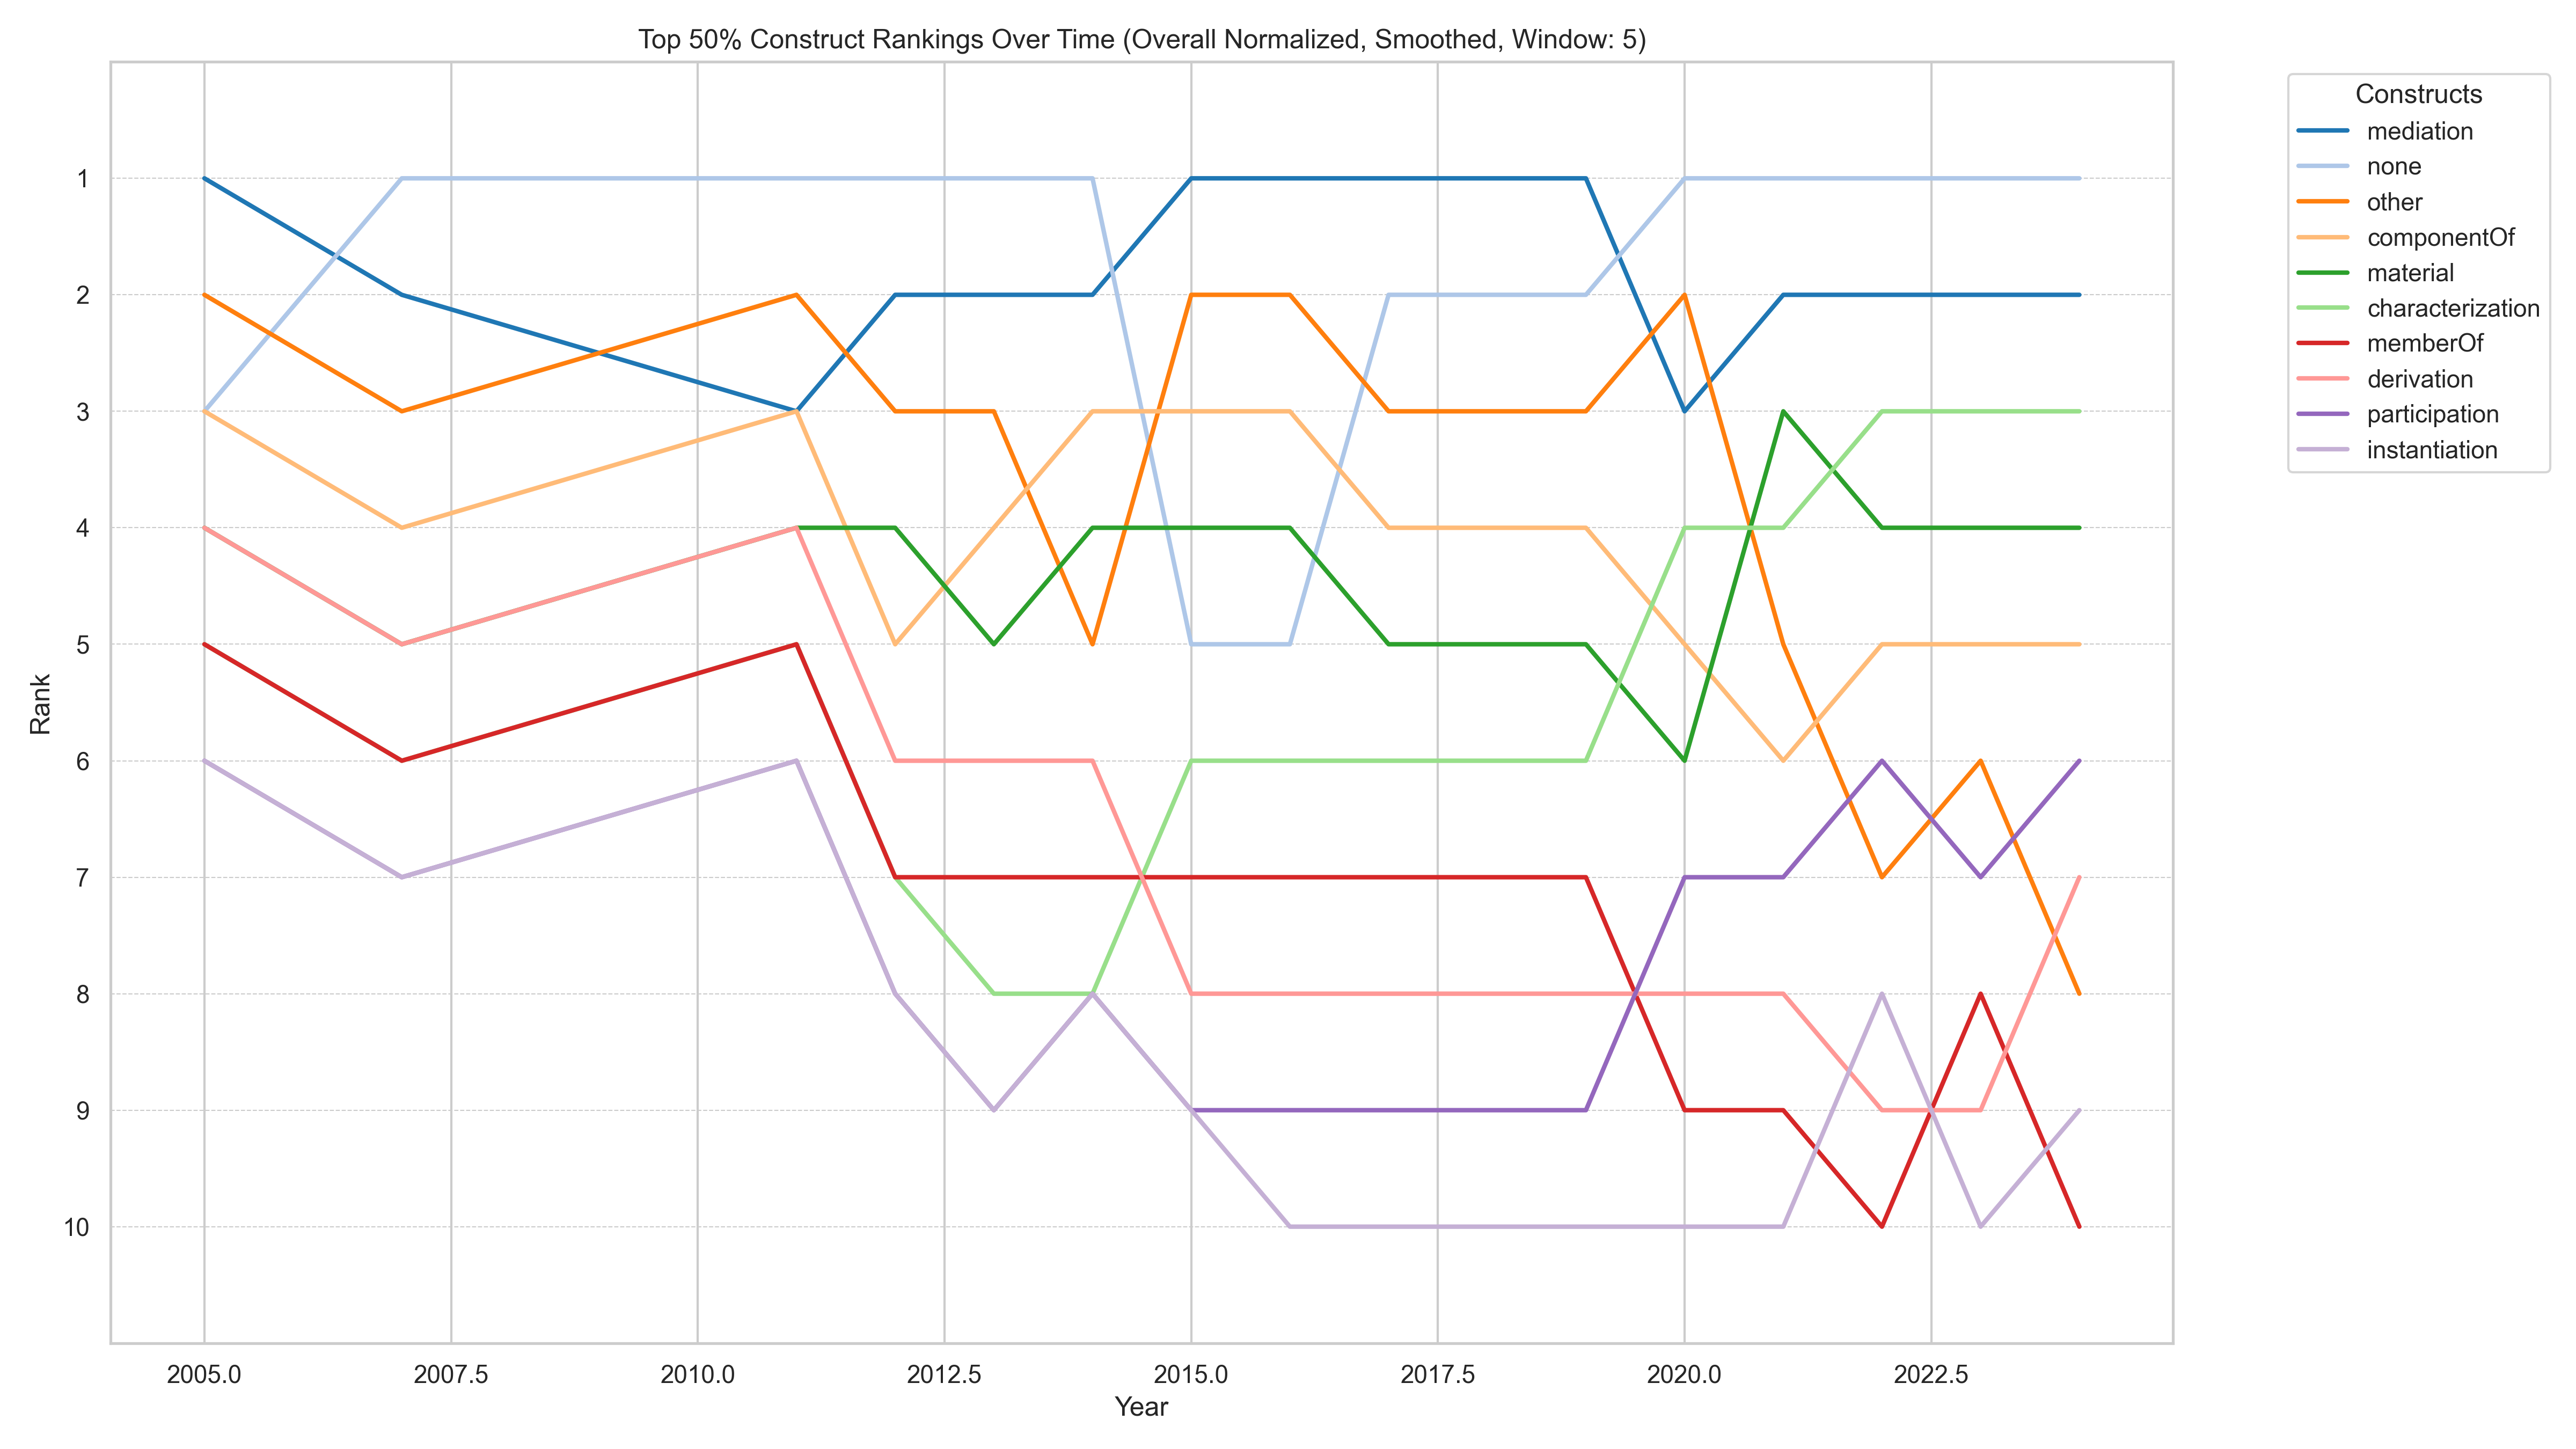 Top 50% Construct Rankings Over Time (Overall Normalized, Smoothed, Window: 5)
Constructs
mediation
none
other
componentOf
material
characterization
memberOf
derivation
participation
instantiation
Rank
1
2
3
4
5
6
7
8
9
10
2005.0
2007.5
2010.0
2012.5
2015.0
2017.5
2020.0
2022.5
Year